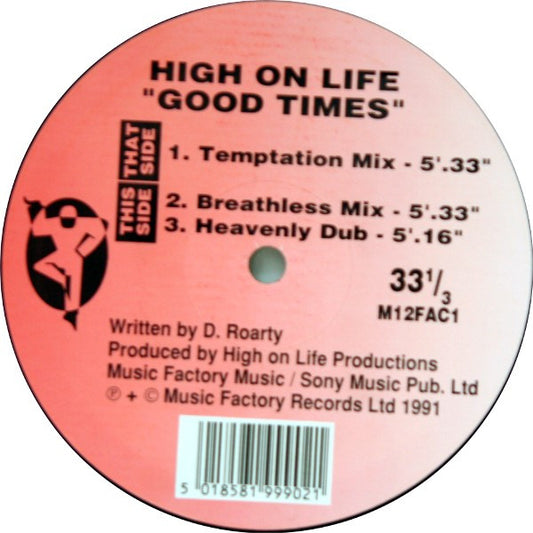 HIGH ON LIFE
"GOOD TIMES"
THAT SIDE
1. Temptation Mix - 5'.33"
THIS SIDE
2. Breathless Mix - 5'.33"
3. Heavenly Dub - 5'.16"
33 1/3
M12FAC1
Written by D. Roarty
Produced by High on Life Productions
Music Factory Music / Sony Music Pub. Ltd
℗ + © Music Factory Records Ltd 1991
5 018581 999021